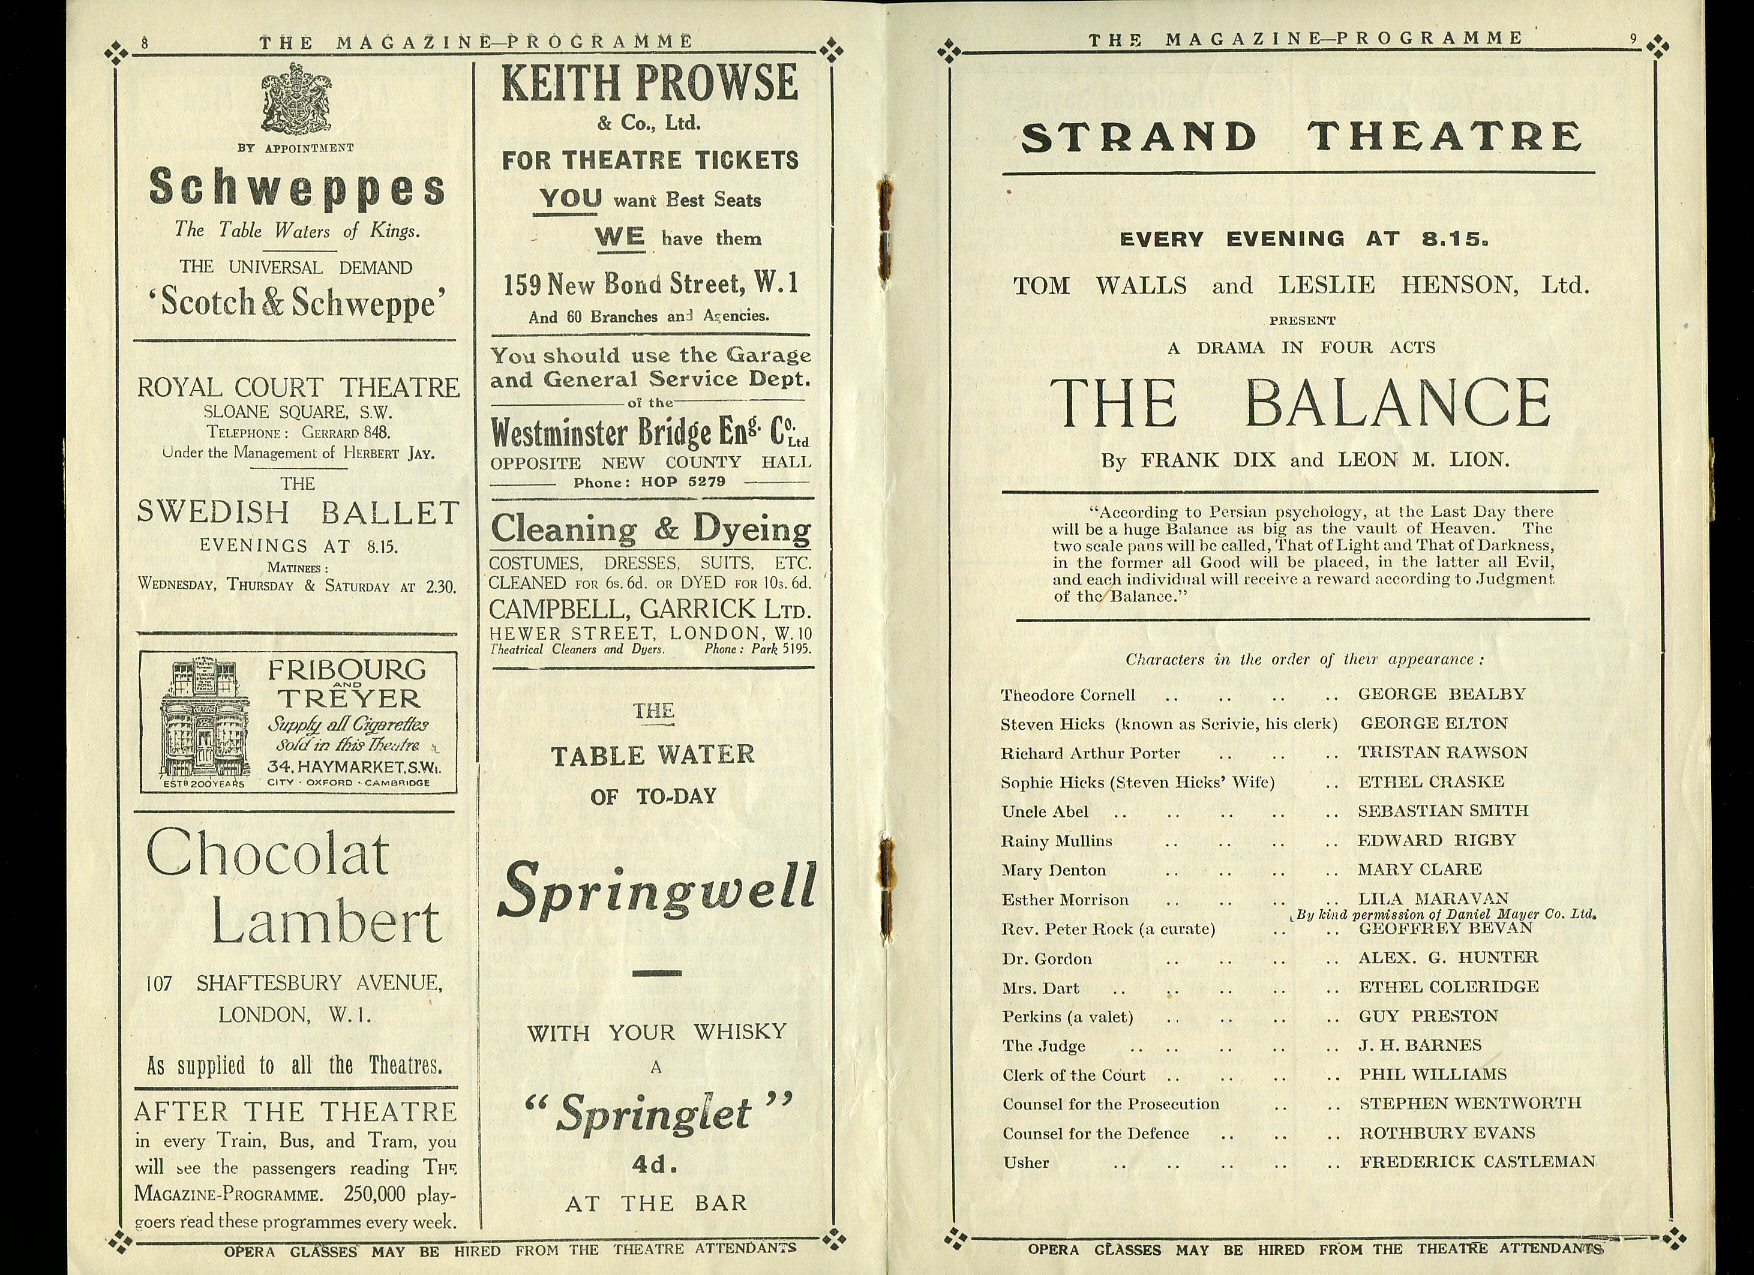 8
THE MAGAZINE—PROGRAMME
BY APPOINTMENT
Schweppes
The Table Waters of Kings.
THE UNIVERSAL DEMAND
‘Scotch & Schweppe’
ROYAL COURT THEATRE
SLOANE SQUARE, S.W.
TELEPHONE : GERRARD 848.
Under the Management of HERBERT JAY.
THE
SWEDISH BALLET
EVENINGS AT 8.15.
MATINEES :
WEDNESDAY, THURSDAY & SATURDAY AT 2.30.
FRIBOURG
AND
TREYER
Supply all Cigarettes
Sold in this Theatre
34, HAYMARKET, S.W1.
ESTD 200 YEARS
CITY · OXFORD · CAMBRIDGE
Chocolat
Lambert
107 SHAFTESBURY AVENUE,
LONDON, W.1.
As supplied to all the Theatres.
AFTER THE THEATRE
in every Train, Bus, and Tram, you
will see the passengers reading THE
MAGAZINE-PROGRAMME. 250,000 play-
goers read these programmes every week.
KEITH PROWSE
& Co., Ltd.
FOR THEATRE TICKETS
YOU want Best Seats
WE have them
159 New Bond Street, W.1
And 60 Branches and Agencies.
You should use the Garage
and General Service Dept.
of the
Westminster Bridge Eng. Co. Ltd
OPPOSITE NEW COUNTY HALL
Phone: HOP 5279
Cleaning & Dyeing
COSTUMES, DRESSES, SUITS, ETC.
CLEANED FOR 6s. 6d. OR DYED FOR 10s. 6d.
CAMPBELL, GARRICK LTD.
HEWER STREET, LONDON, W.10
Theatrical Cleaners and Dyers. Phone: Park 5195.
THE
TABLE WATER
OF TO-DAY
Springwell
WITH YOUR WHISKY
A
“Springlet”
4d.
AT THE BAR
OPERA GLASSES MAY BE HIRED FROM THE THEATRE ATTENDANTS
THE MAGAZINE—PROGRAMME
9
STRAND THEATRE
EVERY EVENING AT 8.15.
TOM WALLS and LESLIE HENSON, Ltd.
PRESENT
A DRAMA IN FOUR ACTS
THE BALANCE
By FRANK DIX and LEON M. LION.
“According to Persian psychology, at the Last Day there
will be a huge Balance as big as the vault of Heaven. The
two scale pans will be called, That of Light and That of Darkness,
in the former all Good will be placed, in the latter all Evil,
and each individual will receive a reward according to Judgment
of the Balance.”
Characters in the order of their appearance :
Theodore Cornell .. .. .. .. GEORGE BEALBY
Steven Hicks (known as Scrivie, his clerk) GEORGE ELTON
Richard Arthur Porter .. .. .. TRISTAN RAWSON
Sophie Hicks (Steven Hicks’ Wife) .. ETHEL CRASKE
Uncle Abel .. .. .. .. .. SEBASTIAN SMITH
Rainy Mullins .. .. .. .. EDWARD RIGBY
Mary Denton .. .. .. .. MARY CLARE
Esther Morrison .. .. .. .. LILA MARAVAN
By kind permission of Daniel Mayer Co. Ltd.
Rev. Peter Rock (a curate) .. .. GEOFFREY BEVAN
Dr. Gordon .. .. .. .. ALEX. G. HUNTER
Mrs. Dart .. .. .. .. .. ETHEL COLERIDGE
Perkins (a valet) .. .. .. .. GUY PRESTON
The Judge .. .. .. .. .. J. H. BARNES
Clerk of the Court .. .. .. .. PHIL WILLIAMS
Counsel for the Prosecution .. .. STEPHEN WENTWORTH
Counsel for the Defence .. .. .. ROTHBURY EVANS
Usher .. .. .. .. .. FREDERICK CASTLEMAN
OPERA GLASSES MAY BE HIRED FROM THE THEATRE ATTENDANTS